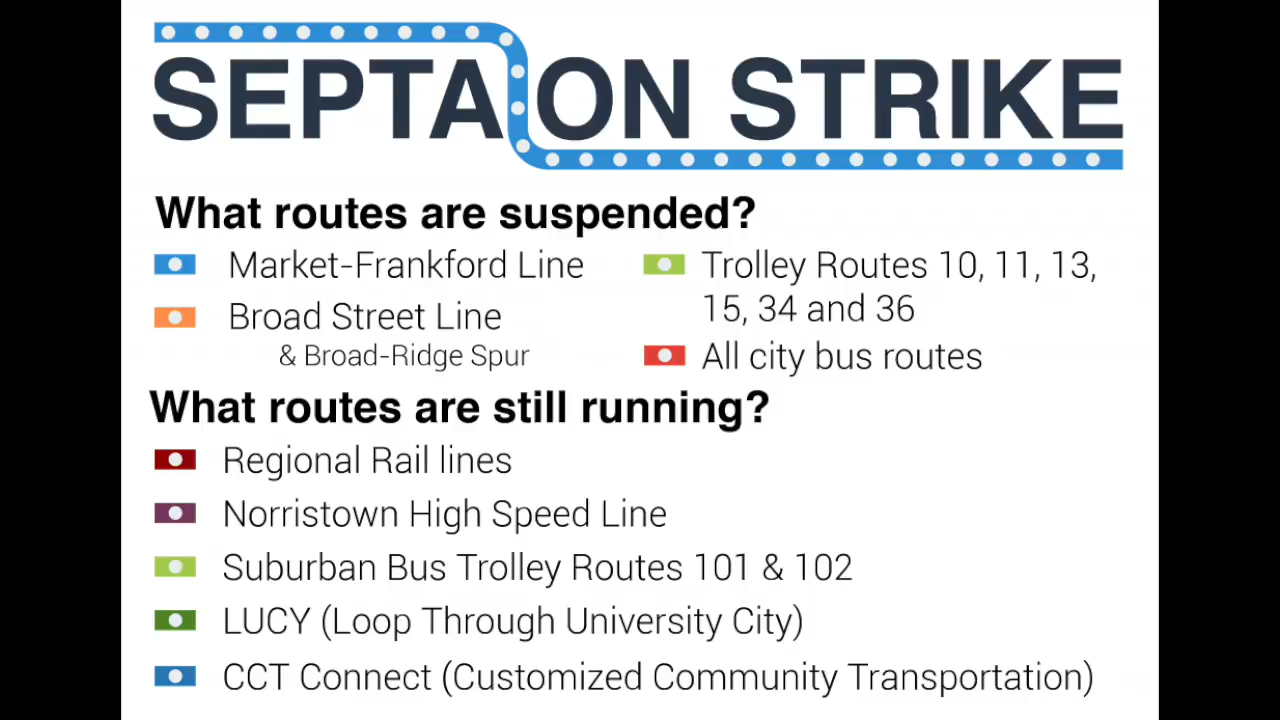 SEPTA ON STRIKE
What routes are suspended?
Market-Frankford Line
Broad Street Line
& Broad-Ridge Spur
Trolley Routes 10, 11, 13,
15, 34 and 36
All city bus routes
What routes are still running?
Regional Rail lines
Norristown High Speed Line
Suburban Bus Trolley Routes 101 & 102
LUCY (Loop Through University City)
CCT Connect (Customized Community Transportation)